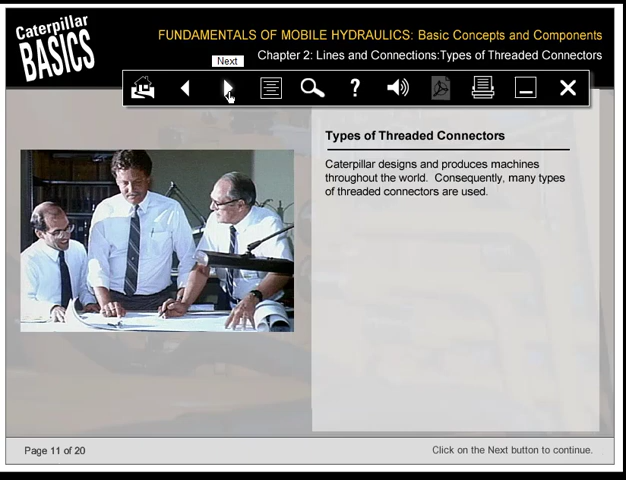 Caterpillar
BASICS
FUNDAMENTALS OF MOBILE HYDRAULICS: Basic Concepts and Components
Chapter 2: Lines and Connections:Types of Threaded Connectors
Next
?
Types of Threaded Connectors
Caterpillar designs and produces machines
throughout the world. Consequently, many types
of threaded connectors are used.
Page 11 of 20
Click on the Next button to continue.